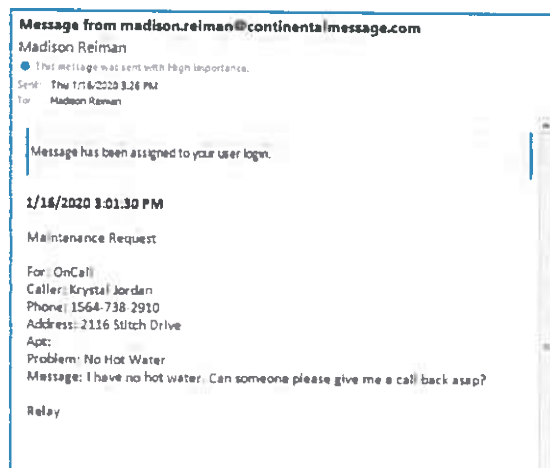 Message from madison.reiman@continentalmessage.com
Madison Reiman
This message was sent with High Importance.
Sent: Thu 1/16/2020 3:26 PM
To: Madison Reiman
Message has been assigned to your user login.
1/16/2020 3:01:30 PM
Maintenance Request
For: OnCall
Caller: Krystal Jordan
Phone: 1564-738-2910
Address: 2116 Stitch Drive
Apt:
Problem: No Hot Water
Message: I have no hot water. Can someone please give me a call back asap?
Relay